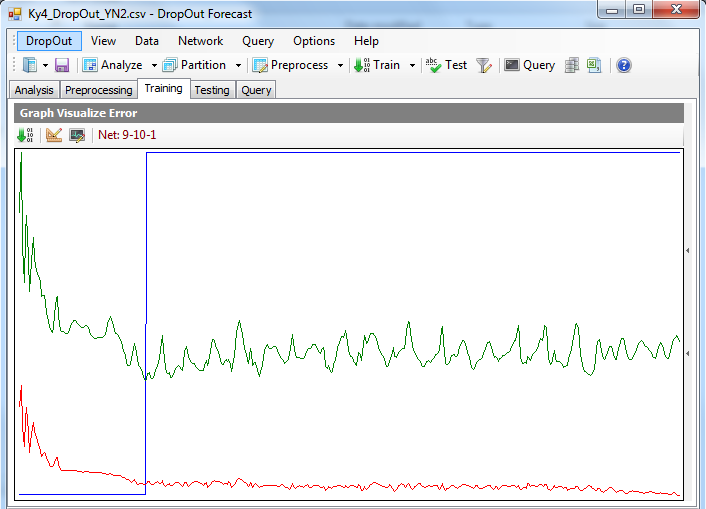 Ky4_DropOut_YN2.csv - DropOut Forecast
DropOut View Data Network Query Options Help
Analyze Partition Preprocess Train Test Query
Analysis Preprocessing Training Testing Query
Graph Visualize Error
Net: 9-10-1